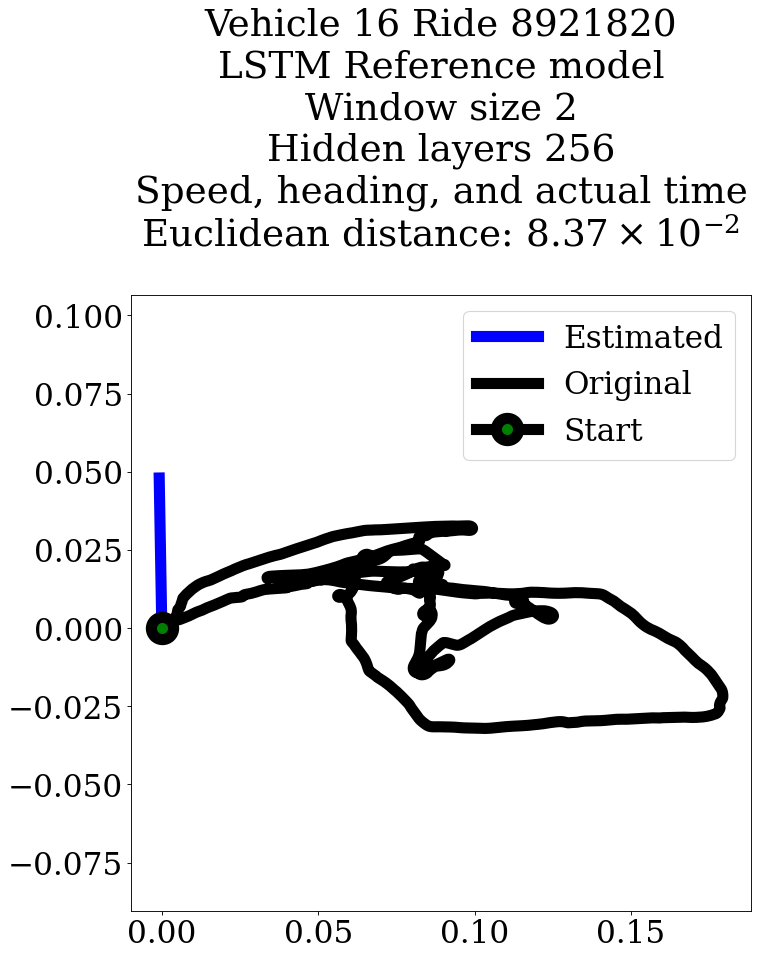 Vehicle 16 Ride 8921820
LSTM Reference model
Window size 2
Hidden layers 256
Speed, heading, and actual time
Euclidean distance: 8.37 × 10⁻²
Estimated
Original
Start
0.100
0.075
0.050
0.025
0.000
−0.025
−0.050
−0.075
0.00 0.05 0.10 0.15